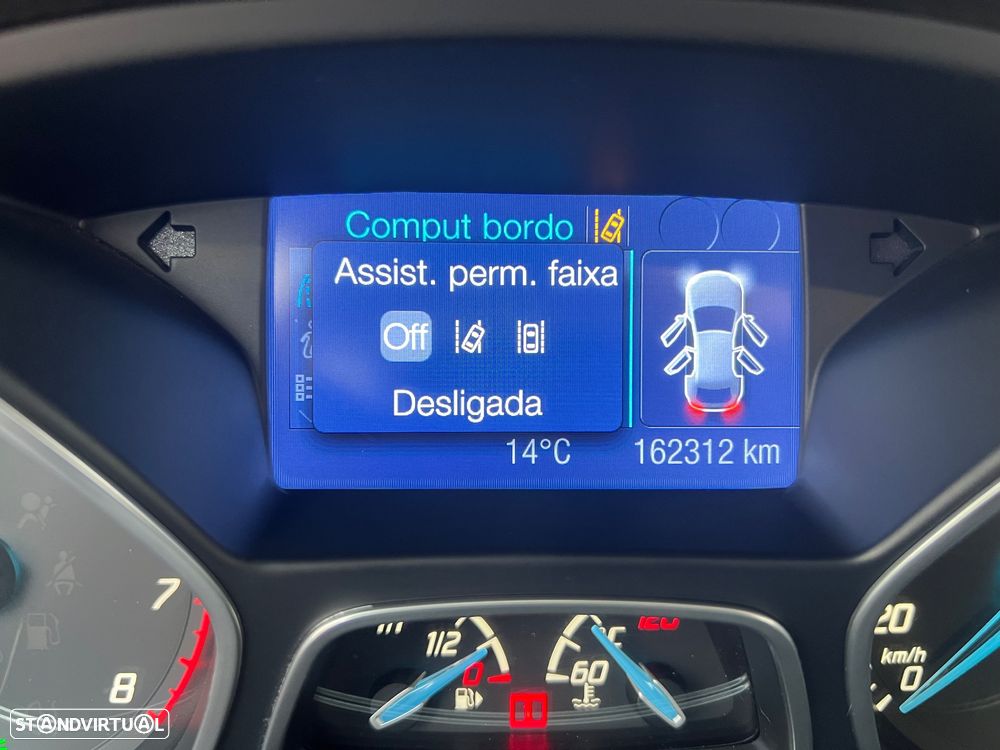 Comput bordo
Assist. perm. faixa
Off
Desligada
14°C
162312 km
7
8
1/2
0
60
°C
120
20
km/h
0
STANDVIRTUAL